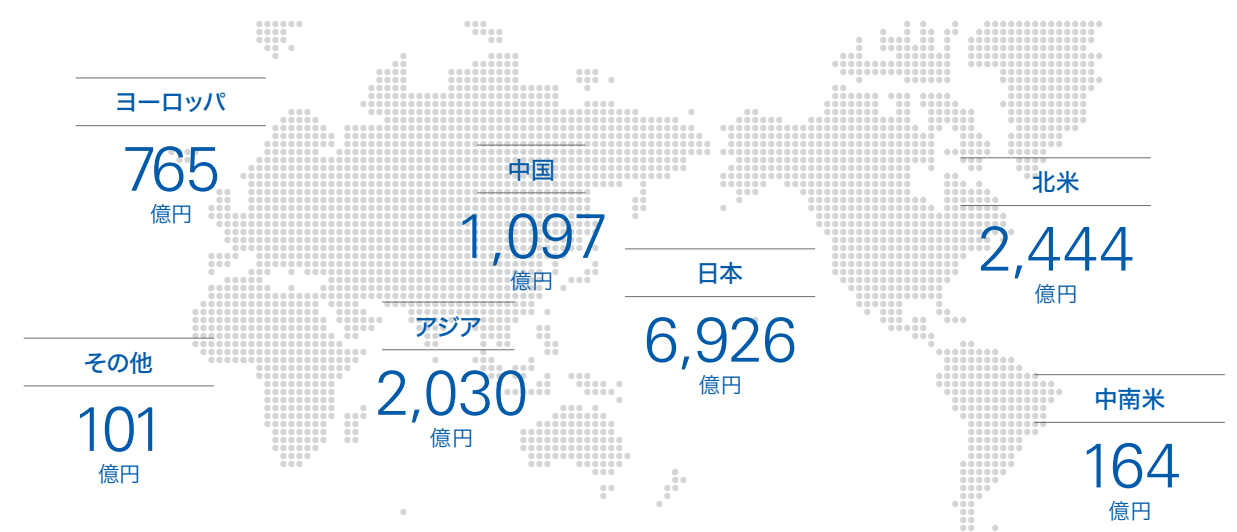 ヨーロッパ
765
億円
中国
1,097
億円
北米
2,444
億円
日本
6,926
億円
アジア
2,030
億円
その他
101
億円
中南米
164
億円